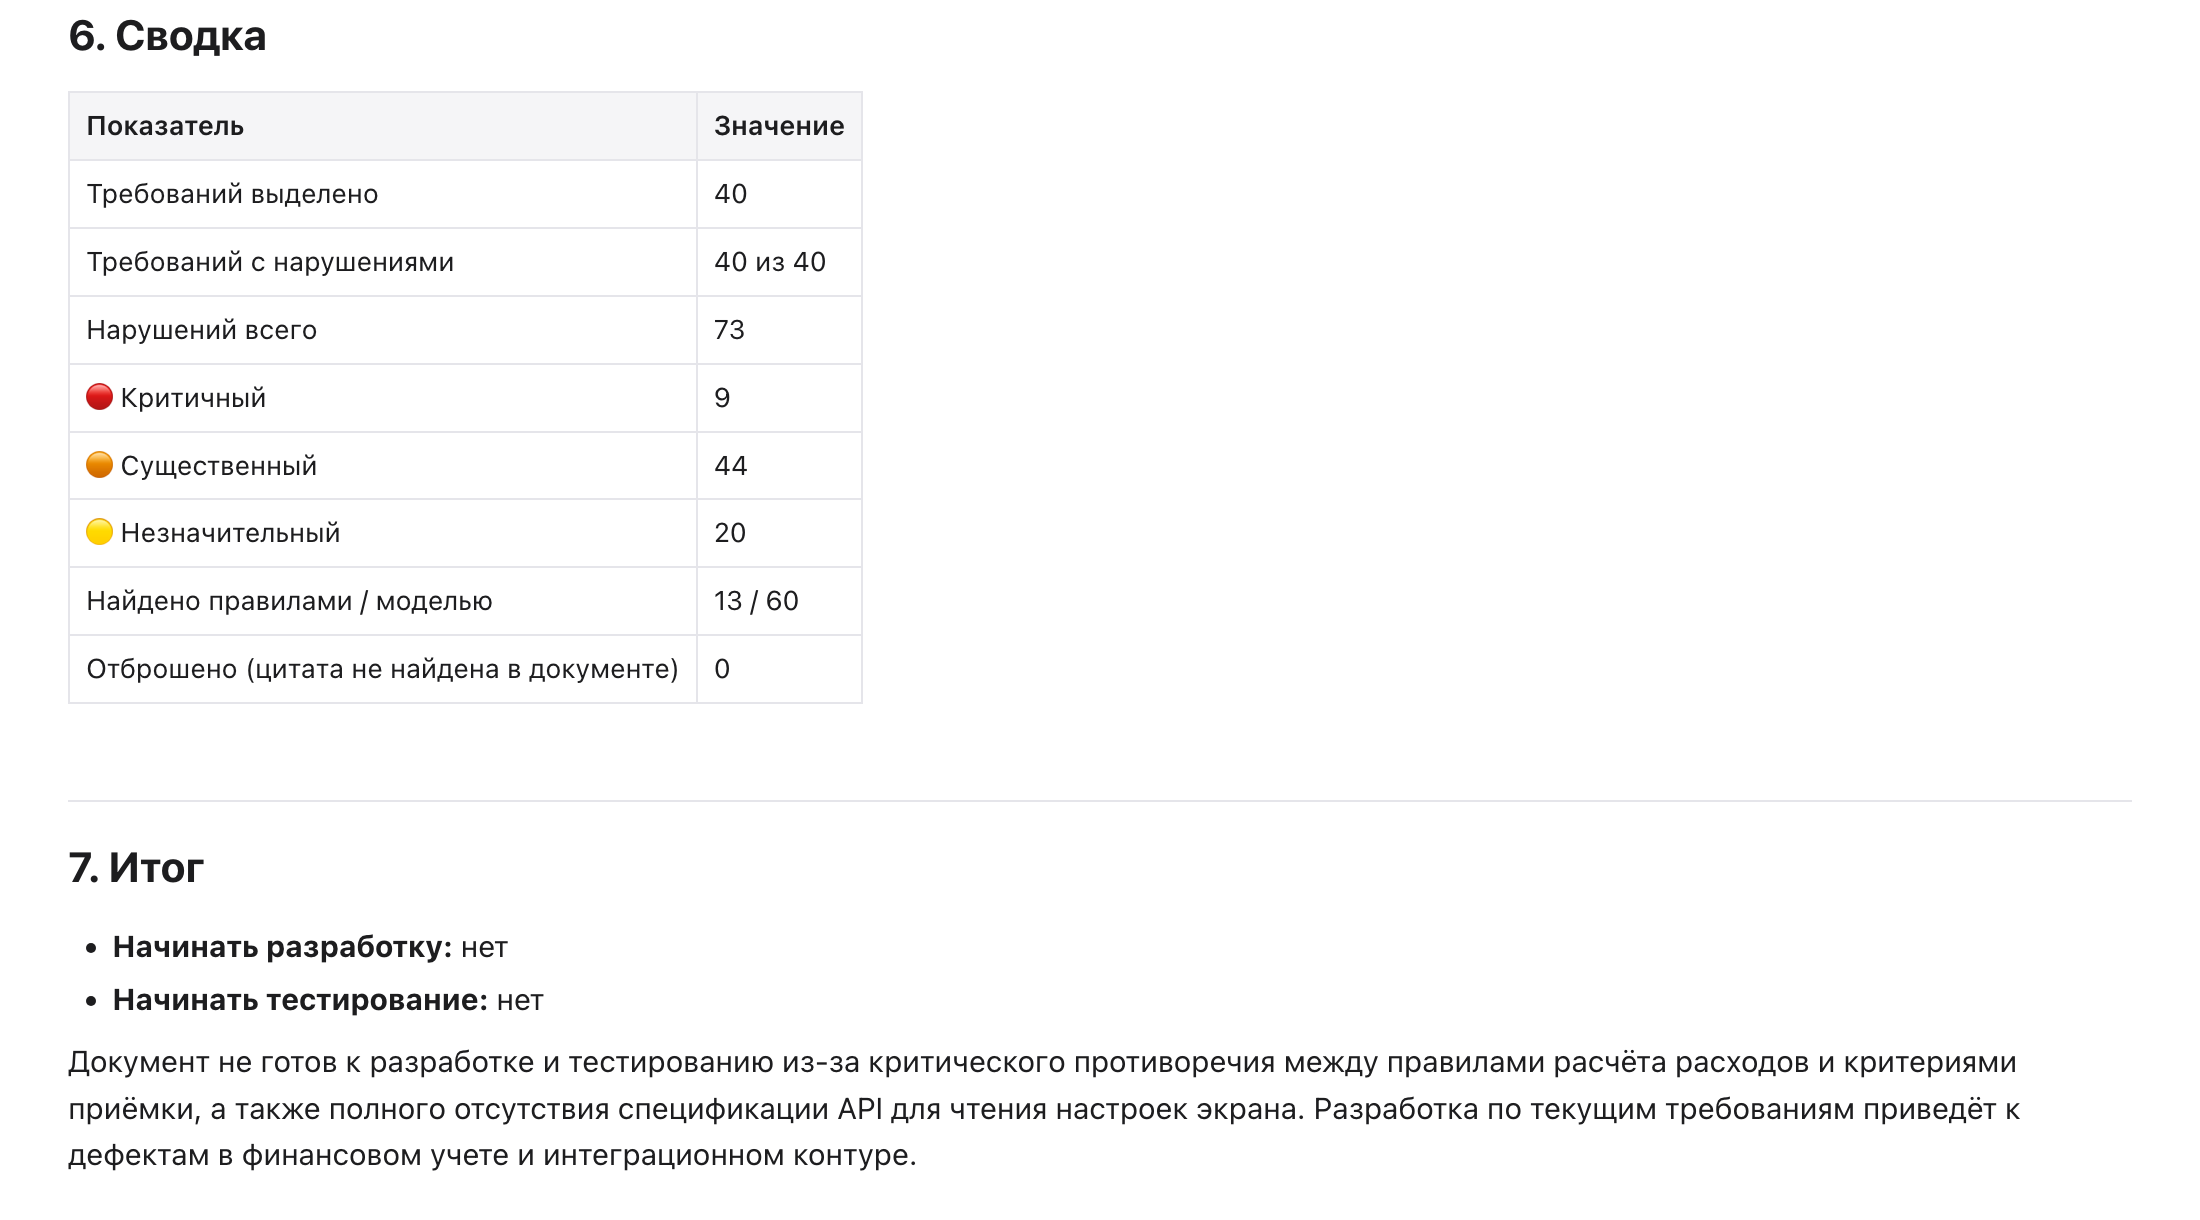 6. Сводка
Показатель Значение
Требований выделено 40
Требований с нарушениями 40 из 40
Нарушений всего 73
🔴 Критичный 9
🟠 Существенный 44
🟡 Незначительный 20
Найдено правилами / моделью 13 / 60
Отброшено (цитата не найдена в документе) 0
7. Итог
• Начинать разработку: нет
• Начинать тестирование: нет
Документ не готов к разработке и тестированию из-за критического противоречия между правилами расчёта расходов и критериями
приёмки, а также полного отсутствия спецификации API для чтения настроек экрана. Разработка по текущим требованиям приведёт к
дефектам в финансовом учете и интеграционном контуре.